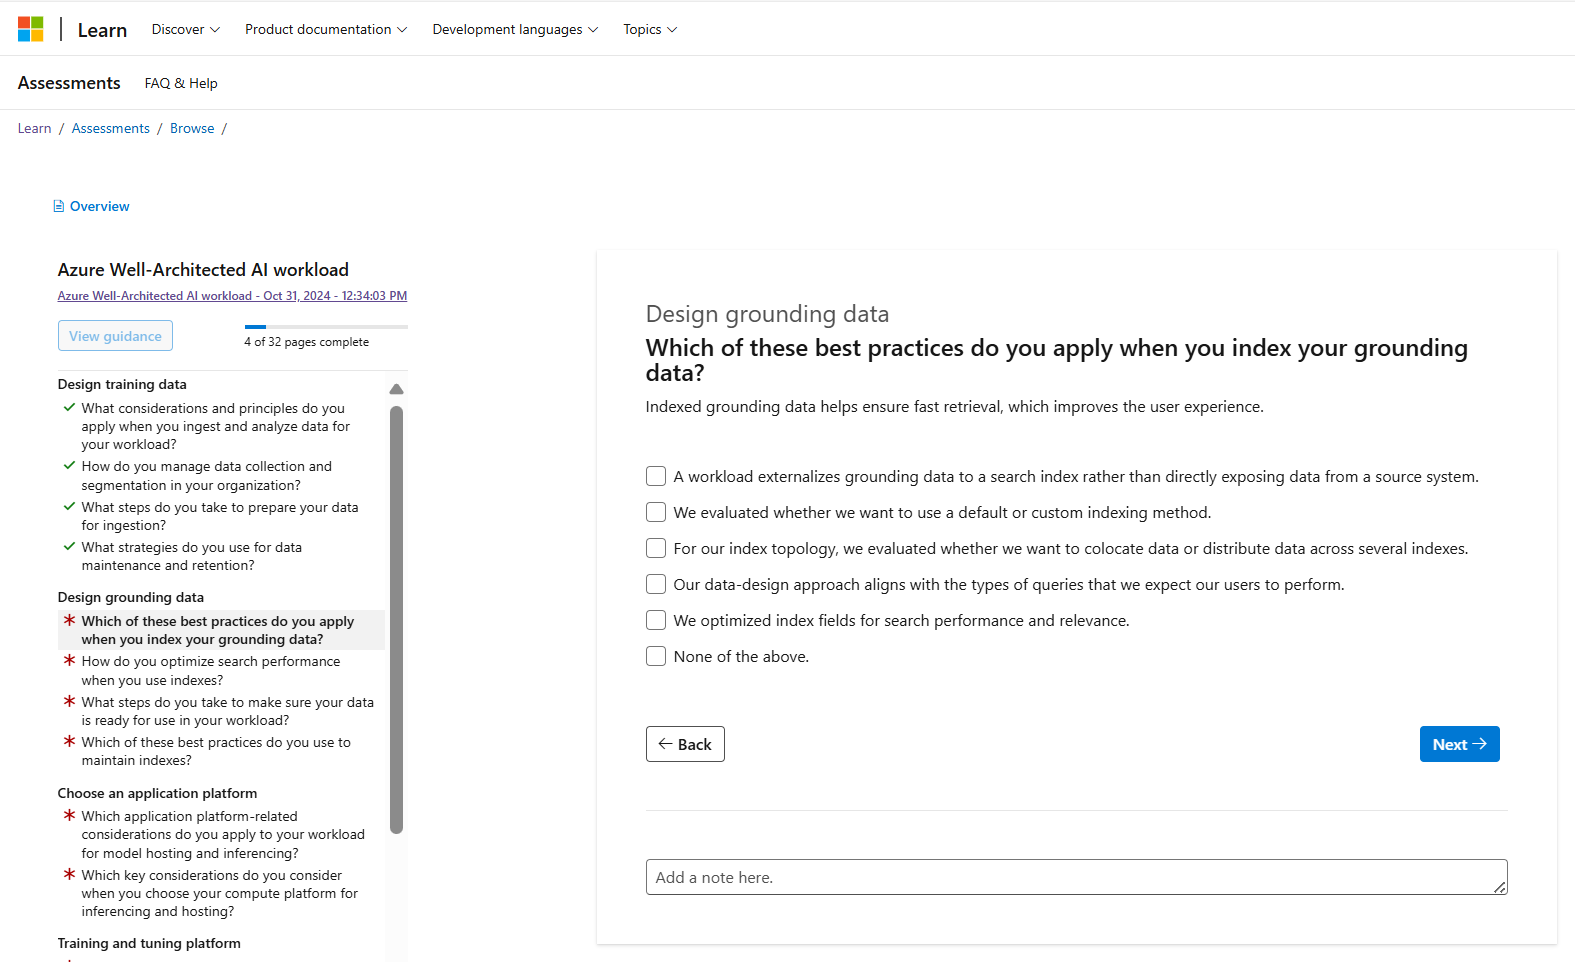 Learn
Discover
Product documentation
Development languages
Topics
Assessments
FAQ & Help
Learn / Assessments / Browse /
Overview
Azure Well-Architected AI workload
Azure Well-Architected AI workload - Oct 31, 2024 - 12:34:03 PM
View guidance
4 of 32 pages complete
Design training data
What considerations and principles do you
apply when you ingest and analyze data for
your workload?
How do you manage data collection and
segmentation in your organization?
What steps do you take to prepare your data
for ingestion?
What strategies do you use for data
maintenance and retention?
Design grounding data
Which of these best practices do you apply
when you index your grounding data?
How do you optimize search performance
when you use indexes?
What steps do you take to make sure your data
is ready for use in your workload?
Which of these best practices do you use to
maintain indexes?
Choose an application platform
Which application platform-related
considerations do you apply to your workload
for model hosting and inferencing?
Which key considerations do you consider
when you choose your compute platform for
inferencing and hosting?
Training and tuning platform
Design grounding data
Which of these best practices do you apply when you index your grounding
data?
Indexed grounding data helps ensure fast retrieval, which improves the user experience.
A workload externalizes grounding data to a search index rather than directly exposing data from a source system.
We evaluated whether we want to use a default or custom indexing method.
For our index topology, we evaluated whether we want to colocate data or distribute data across several indexes.
Our data-design approach aligns with the types of queries that we expect our users to perform.
We optimized index fields for search performance and relevance.
None of the above.
Back
Next
Add a note here.